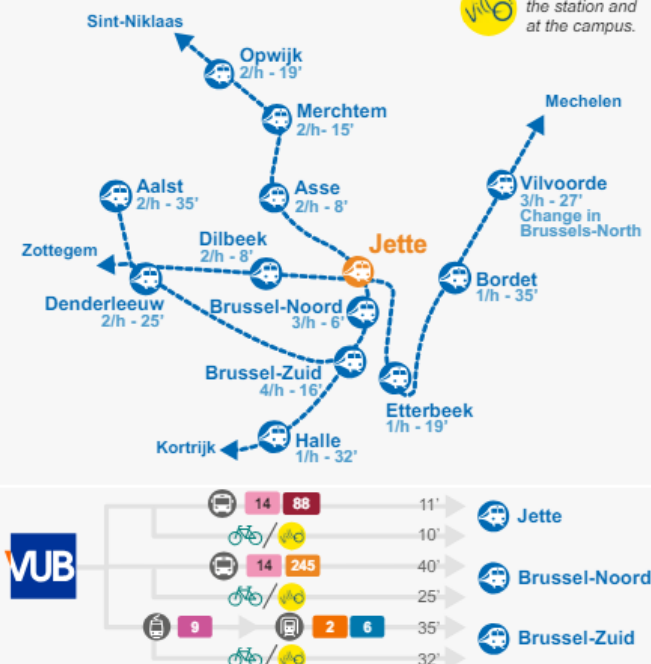 the station and
at the campus.
Villo
Sint-Niklaas
Opwijk
2/h - 19'
Merchtem
2/h- 15'
Mechelen
Aalst
2/h - 35'
Asse
2/h - 8'
Vilvoorde
3/h - 27'
Change in
Brussels-North
Zottegem
Dilbeek
2/h - 8'
Jette
Denderleeuw
2/h - 25'
Brussel-Noord
3/h - 6'
Bordet
1/h - 35'
Brussel-Zuid
4/h - 16'
Etterbeek
1/h - 19'
Kortrijk
Halle
1/h - 32'
14 88 11'
Jette
10'
VUB
14 245 40'
Brussel-Noord
25'
9 2 6 35'
Brussel-Zuid
32'